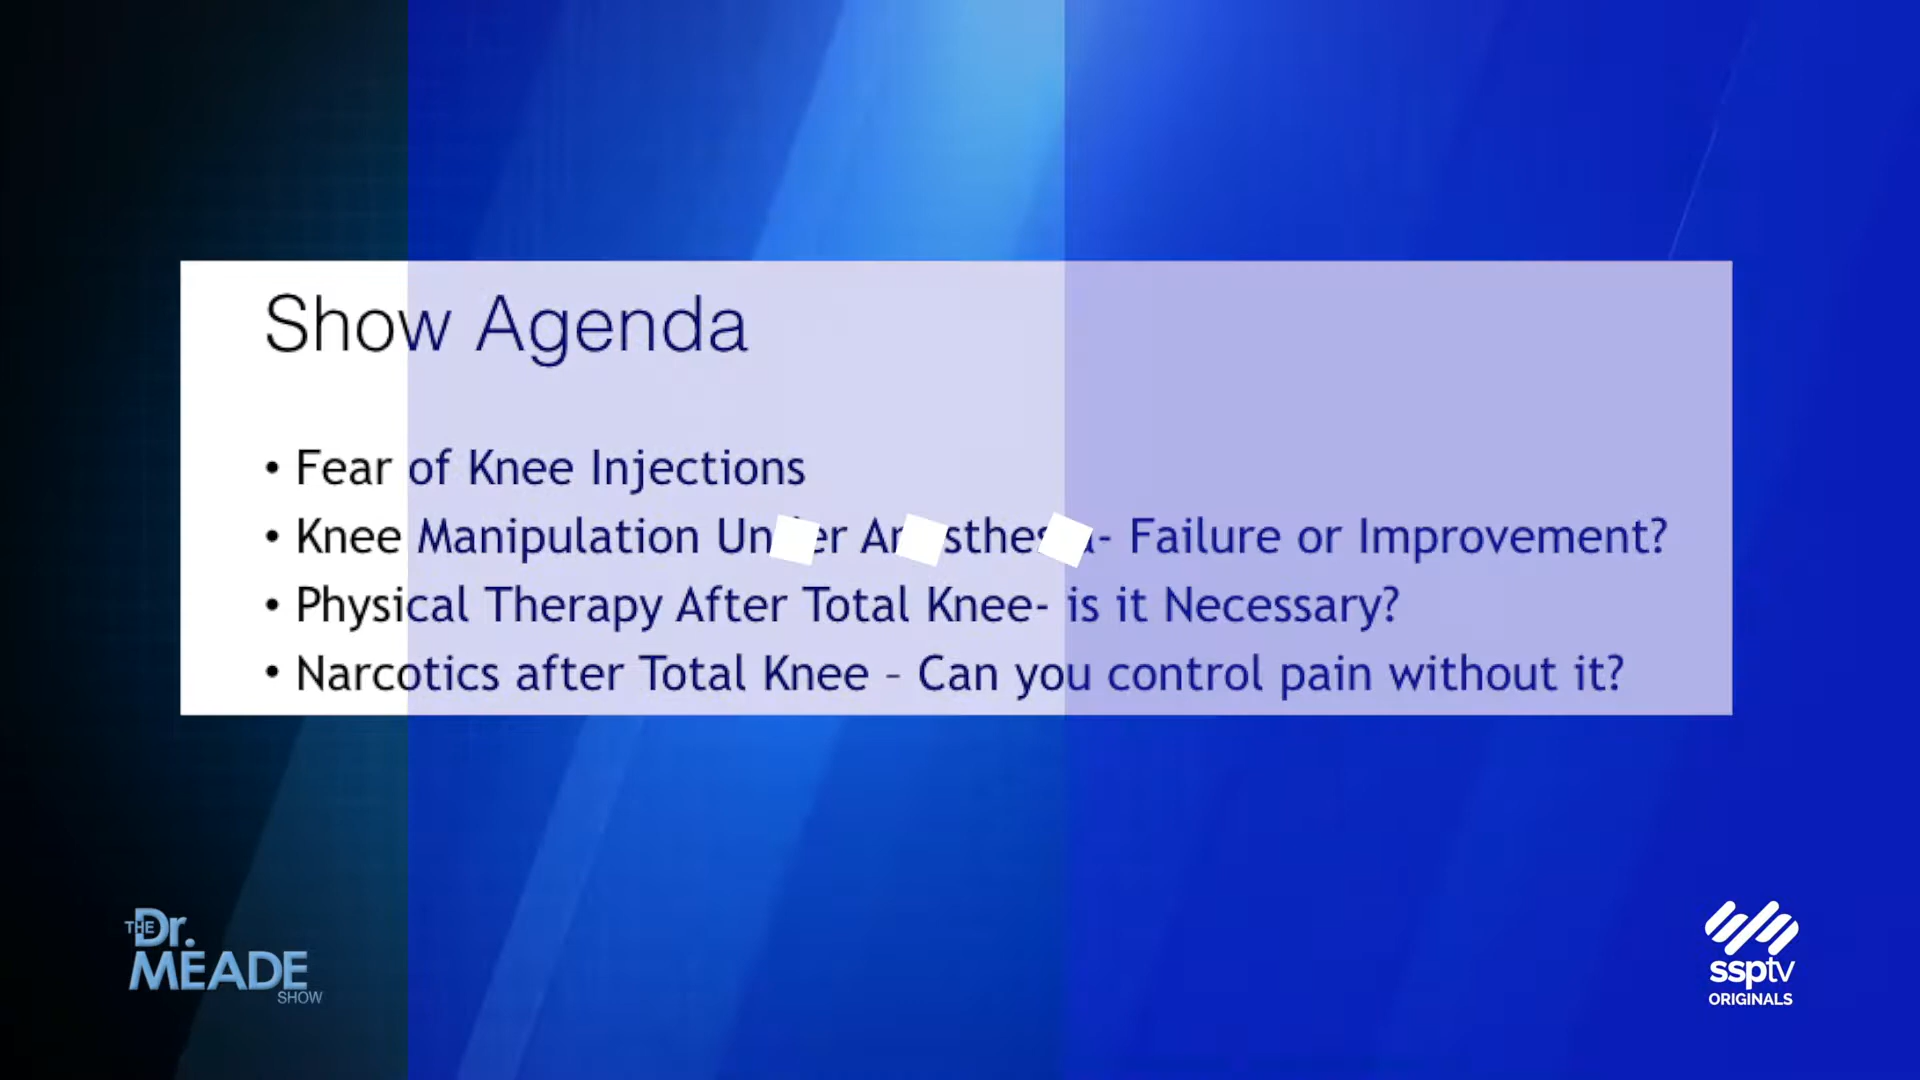 Show Agenda
• Fear of Knee Injections
• Knee Manipulation - Failure or Improvement?
• Physical Therapy After Total Knee- is it Necessary?
• Narcotics after Total Knee – Can you control pain without it?
THE Dr.
MEADE
SHOW
ssptv
ORIGINALS